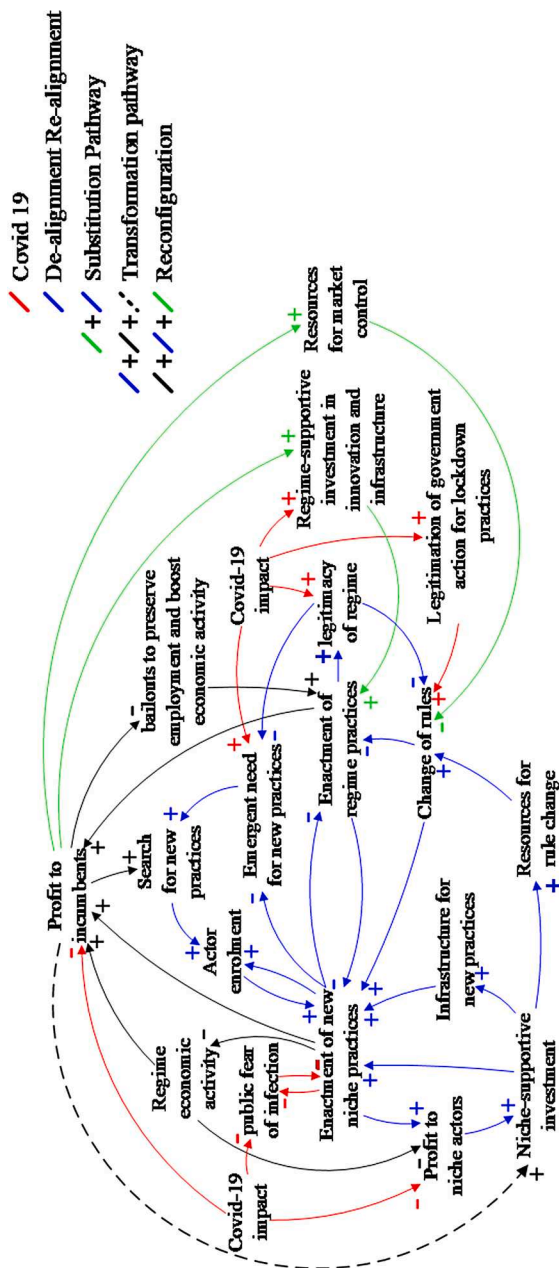 Covid 19
De-alignment Re-alignment
+ Substitution Pathway
+ + Transformation pathway
+ + Reconfiguration
Profit to
incumbents
bailouts to preserve
employment and boost
economic activity
Search
for new
practices
Regime
economic
activity
Actor
enrolment
Covid-19
impact
public fear
of infection
Enactment of new
niche practices
Emergent need
for new practices
Covid-19
impact
Regime-supportive
investment in
innovation and
infrastructure
Resources
for market
control
Enactment of
regime practices
legitimacy
of regime
Legitimation of government
action for lockdown
practices
Change of rules
Profit to
niche actors
Infrastructure for
new practices
Niche-supportive
investment
Resources for
rule change